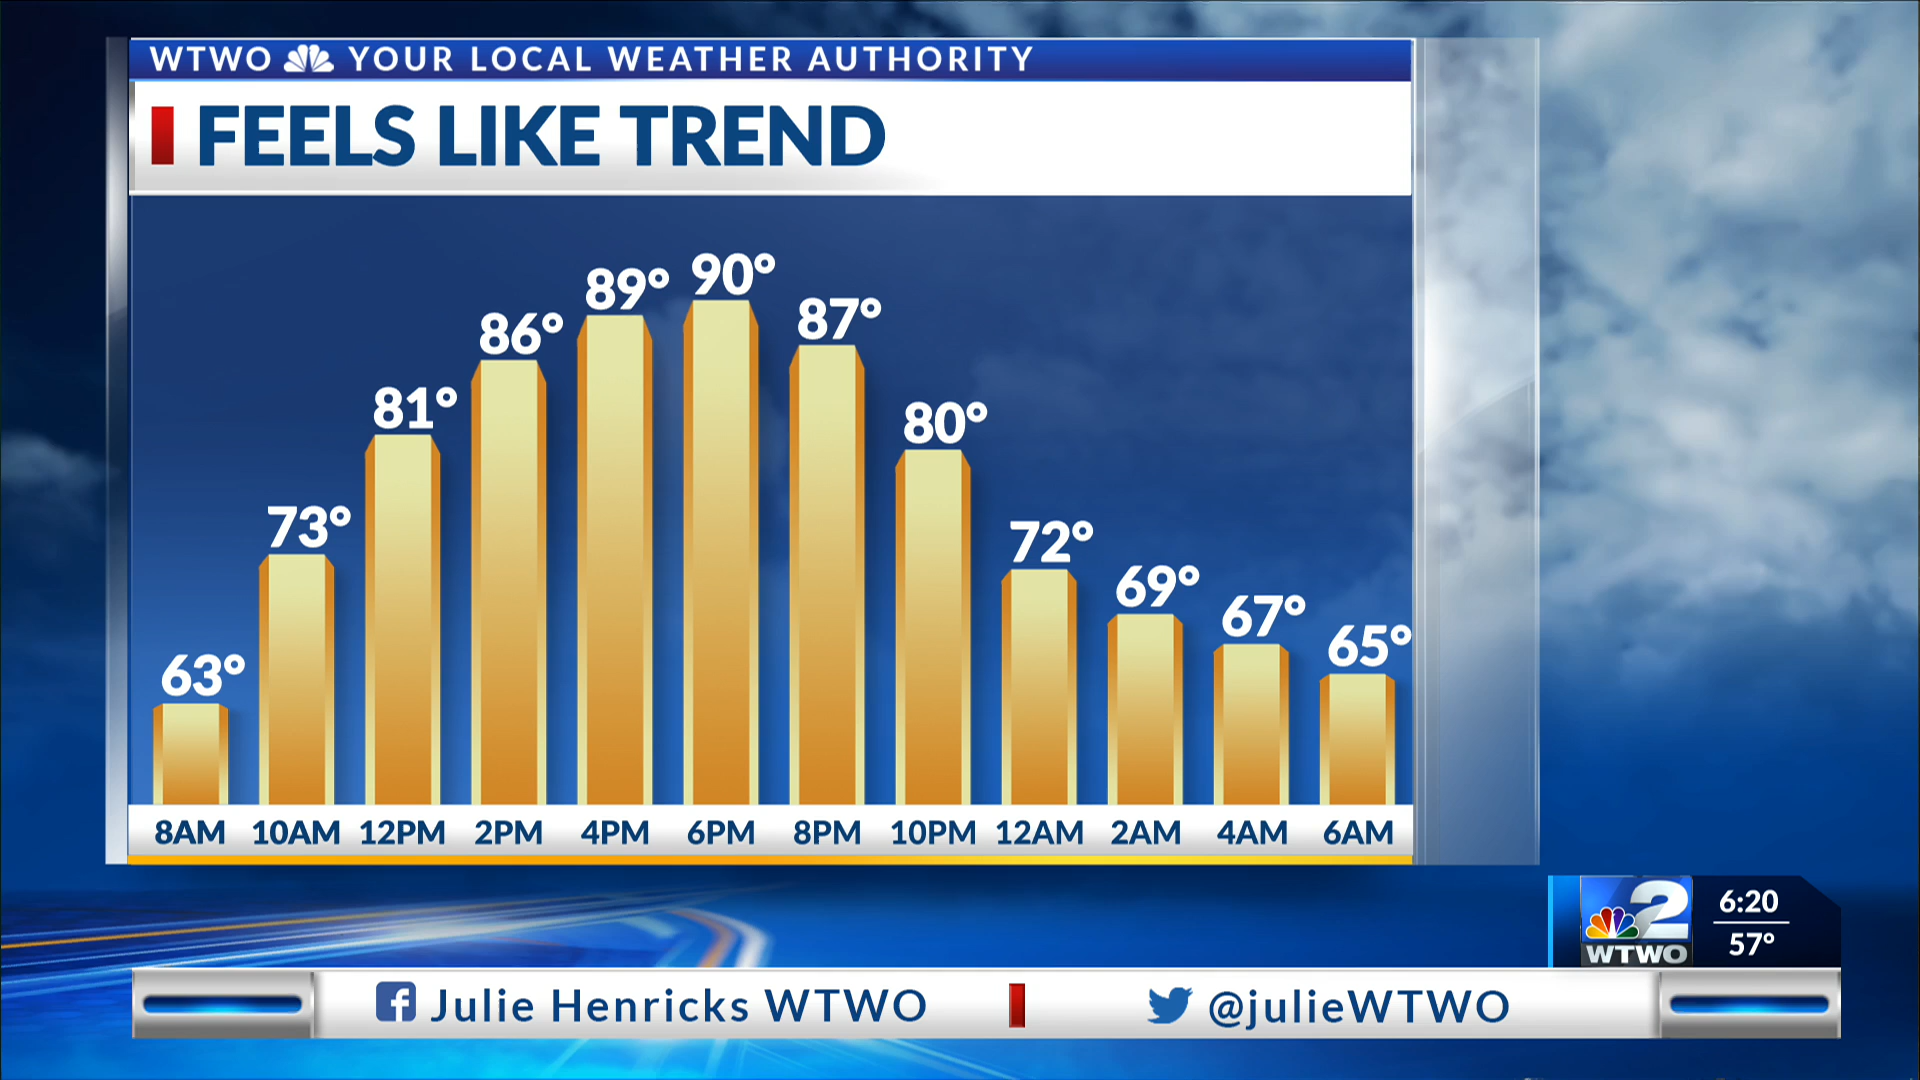 WTWO YOUR LOCAL WEATHER AUTHORITY
FEELS LIKE TREND
63° 73° 81° 86° 89° 90° 87° 80° 72° 69° 67° 65°
8AM 10AM 12PM 2PM 4PM 6PM 8PM 10PM 12AM 2AM 4AM 6AM
2
WTWO
6:20
57°
Julie Henricks WTWO
@julieWTWO